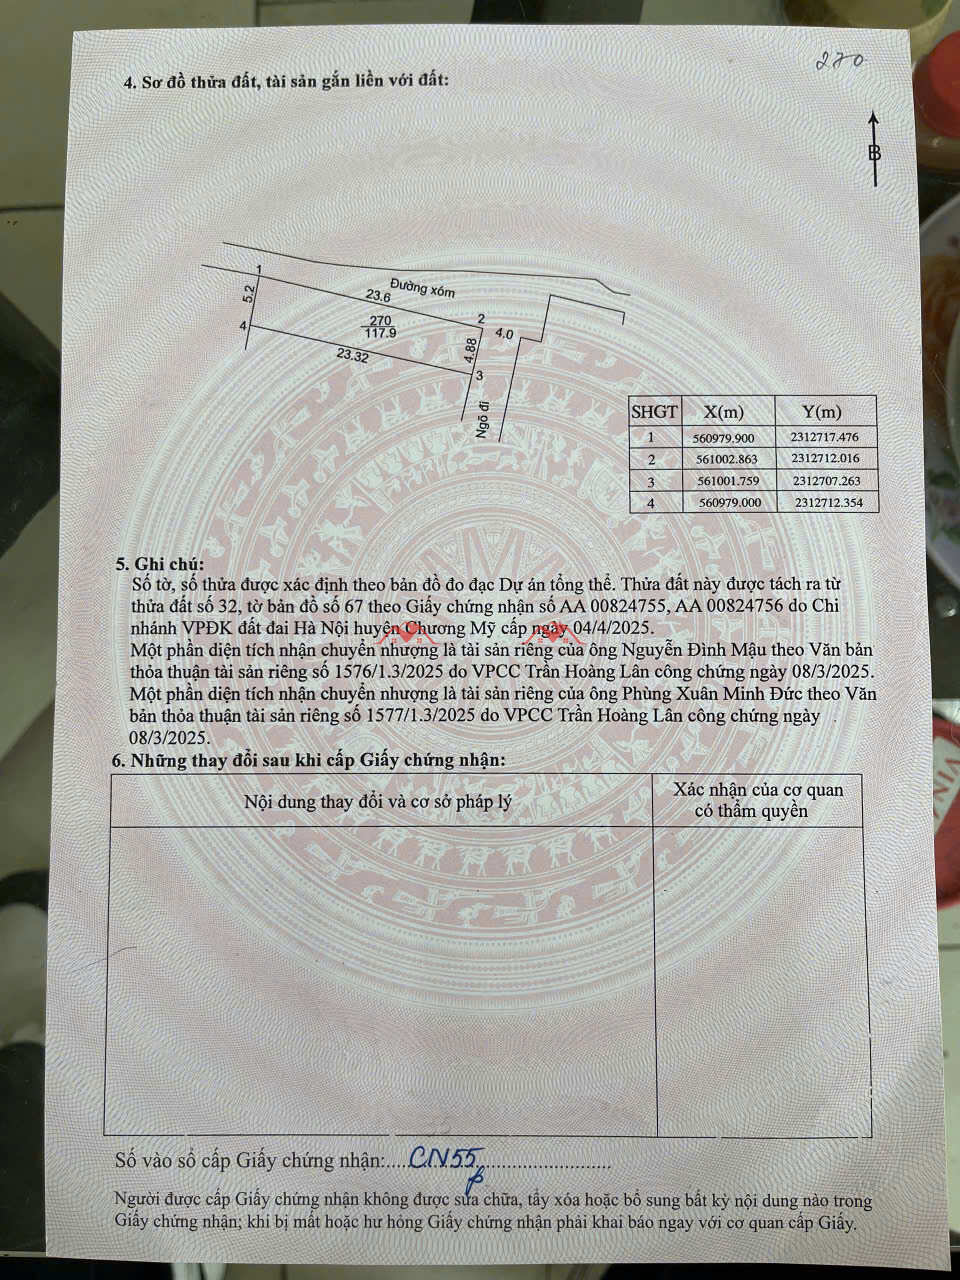 270
4. Sơ đồ thửa đất, tài sản gắn liền với đất:
B
1
Đường xóm
23.6
5.2
2
270
117.9
4.0
4
4.88
23.32
3
Ngõ đi
SHGT X(m) Y(m)
1 560979.900 2312717.476
2 561002.863 2312712.016
3 561001.759 2312707.263
4 560979.000 2312712.354
5. Ghi chú:
Số tờ, số thửa được xác định theo bản đồ đo đạc Dự án tổng thể. Thửa đất này được tách ra từ
thửa đất số 32, tờ bản đồ số 67 theo Giấy chứng nhận số AA 00824755, AA 00824756 do Chi
nhánh VPĐK đất đai Hà Nội huyện Chương Mỹ cấp ngày 04/4/2025.
Một phần diện tích nhận chuyển nhượng là tài sản riêng của ông Nguyễn Đình Mậu theo Văn bản
thỏa thuận tài sản riêng số 1576/1.3/2025 do VPCC Trần Hoàng Lân công chứng ngày 08/3/2025.
Một phần diện tích nhận chuyển nhượng là tài sản riêng của ông Phùng Xuân Minh Đức theo Văn
bản thỏa thuận tài sản riêng số 1577/1.3/2025 do VPCC Trần Hoàng Lân công chứng ngày
08/3/2025.
6. Những thay đổi sau khi cấp Giấy chứng nhận:
Nội dung thay đổi và cơ sở pháp lý
Xác nhận của cơ quan
có thẩm quyền
Số vào sổ cấp Giấy chứng nhận:....CN55....................
Người được cấp Giấy chứng nhận không được sửa chữa, tẩy xóa hoặc bổ sung bất kỳ nội dung nào trong
Giấy chứng nhận; khi bị mất hoặc hư hỏng Giấy chứng nhận phải khai báo ngay với cơ quan cấp Giấy.